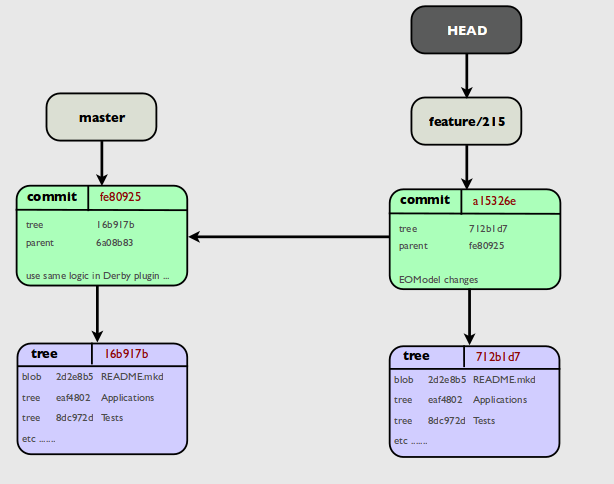 HEAD
master
feature/215
commit fe80925
tree 16b917b
parent 6a08b83
use same logic in Derby plugin ...
commit a15326e
tree 712b1d7
parent fe80925
EOModel changes
tree 16b917b
blob 2d2e8b5 README.mkd
tree eaf4802 Applications
tree 8dc972d Tests
etc .......
tree 712b1d7
blob 2d2e8b5 README.mkd
tree eaf4802 Applications
tree 8dc972d Tests
etc .......